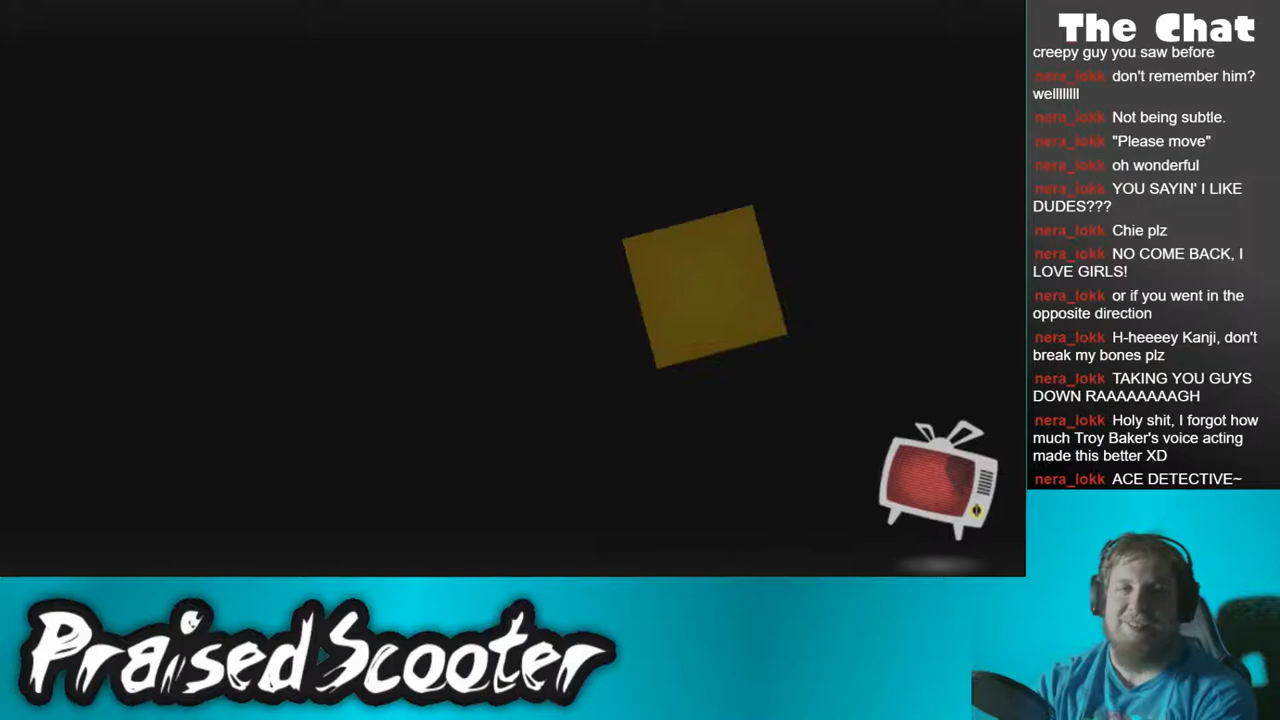 The Chat
creepy guy you saw before
nera_lokk don't remember him?
wellllllll
nera_lokk Not being subtle.
nera_lokk "Please move"
nera_lokk oh wonderful
nera_lokk YOU SAYIN' I LIKE
DUDES???
nera_lokk Chie plz
nera_lokk NO COME BACK, I
LOVE GIRLS!
nera_lokk or if you went in the
opposite direction
nera_lokk H-heeeey Kanji, don't
break my bones plz
nera_lokk TAKING YOU GUYS
DOWN RAAAAAAAGH
nera_lokk Holy shit, I forgot how
much Troy Baker's voice acting
made this better XD
nera_lokk ACE DETECTIVE~
PraisedScooter